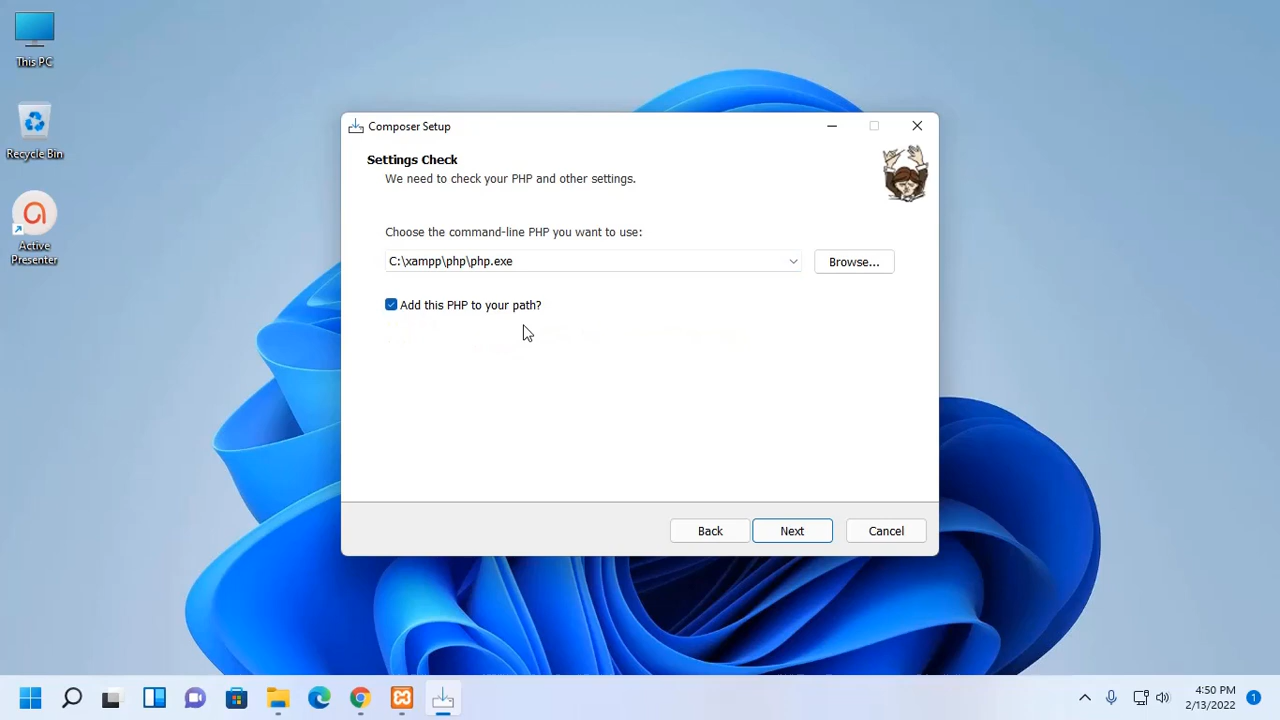 This PC
Recycle Bin
Active
Presenter
Composer Setup
Settings Check
We need to check your PHP and other settings.
Choose the command-line PHP you want to use:
C:\xampp\php\php.exe
Browse...
Add this PHP to your path?
Back
Next
Cancel
4:50 PM
2/13/2022
1